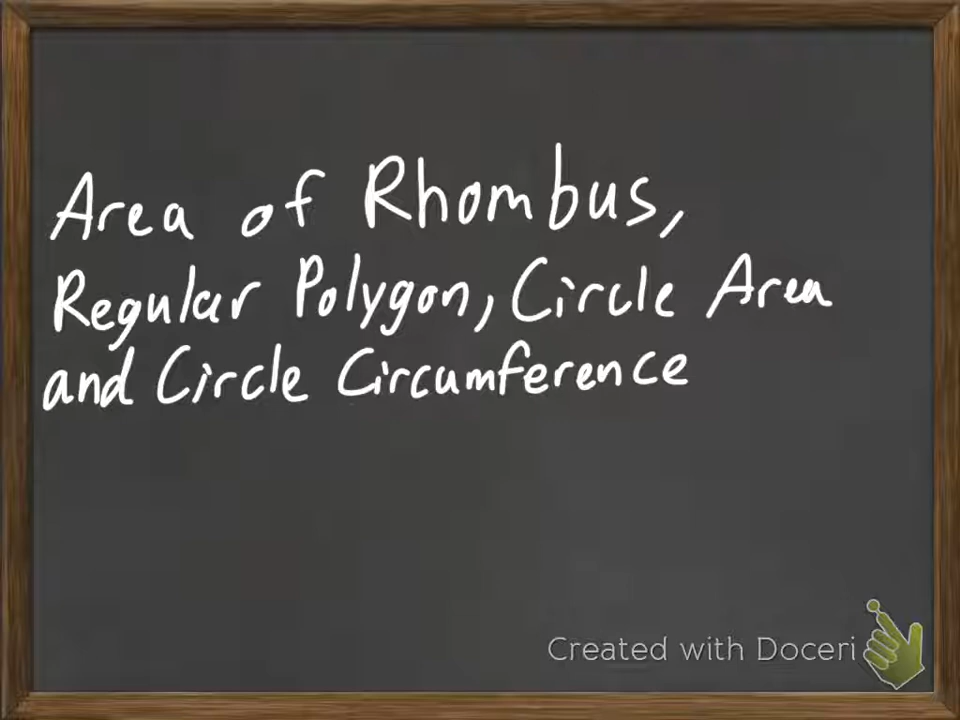 Area of Rhombus,
Regular Polygon, Circle Area
and Circle Circumference
Created with Doceri